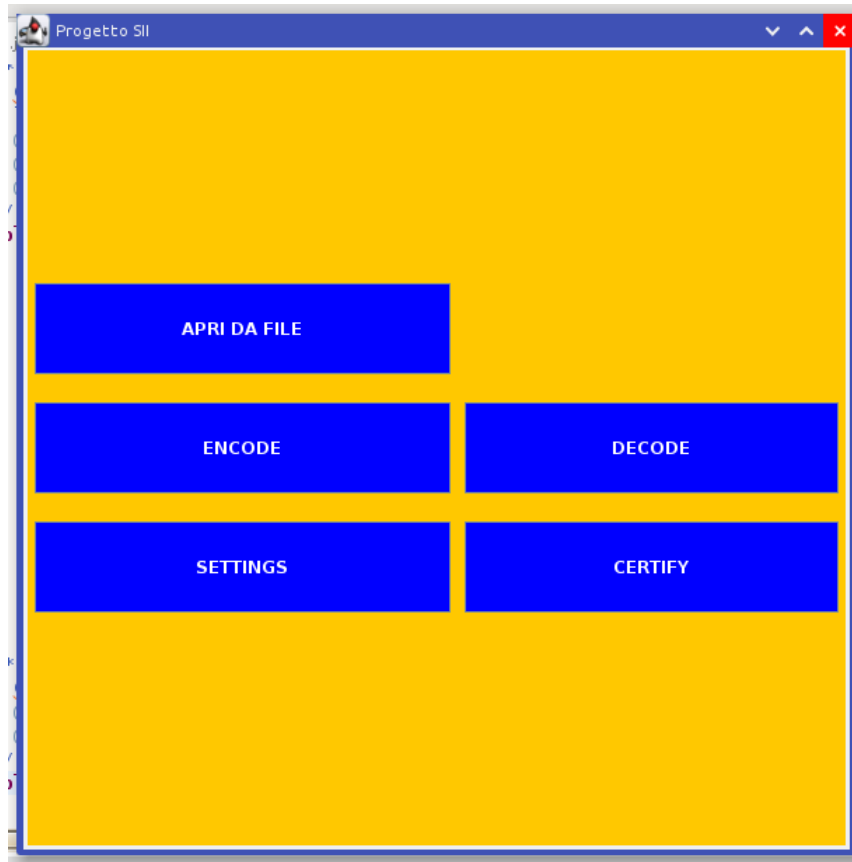 Progetto SII
APRI DA FILE
ENCODE
DECODE
SETTINGS
CERTIFY